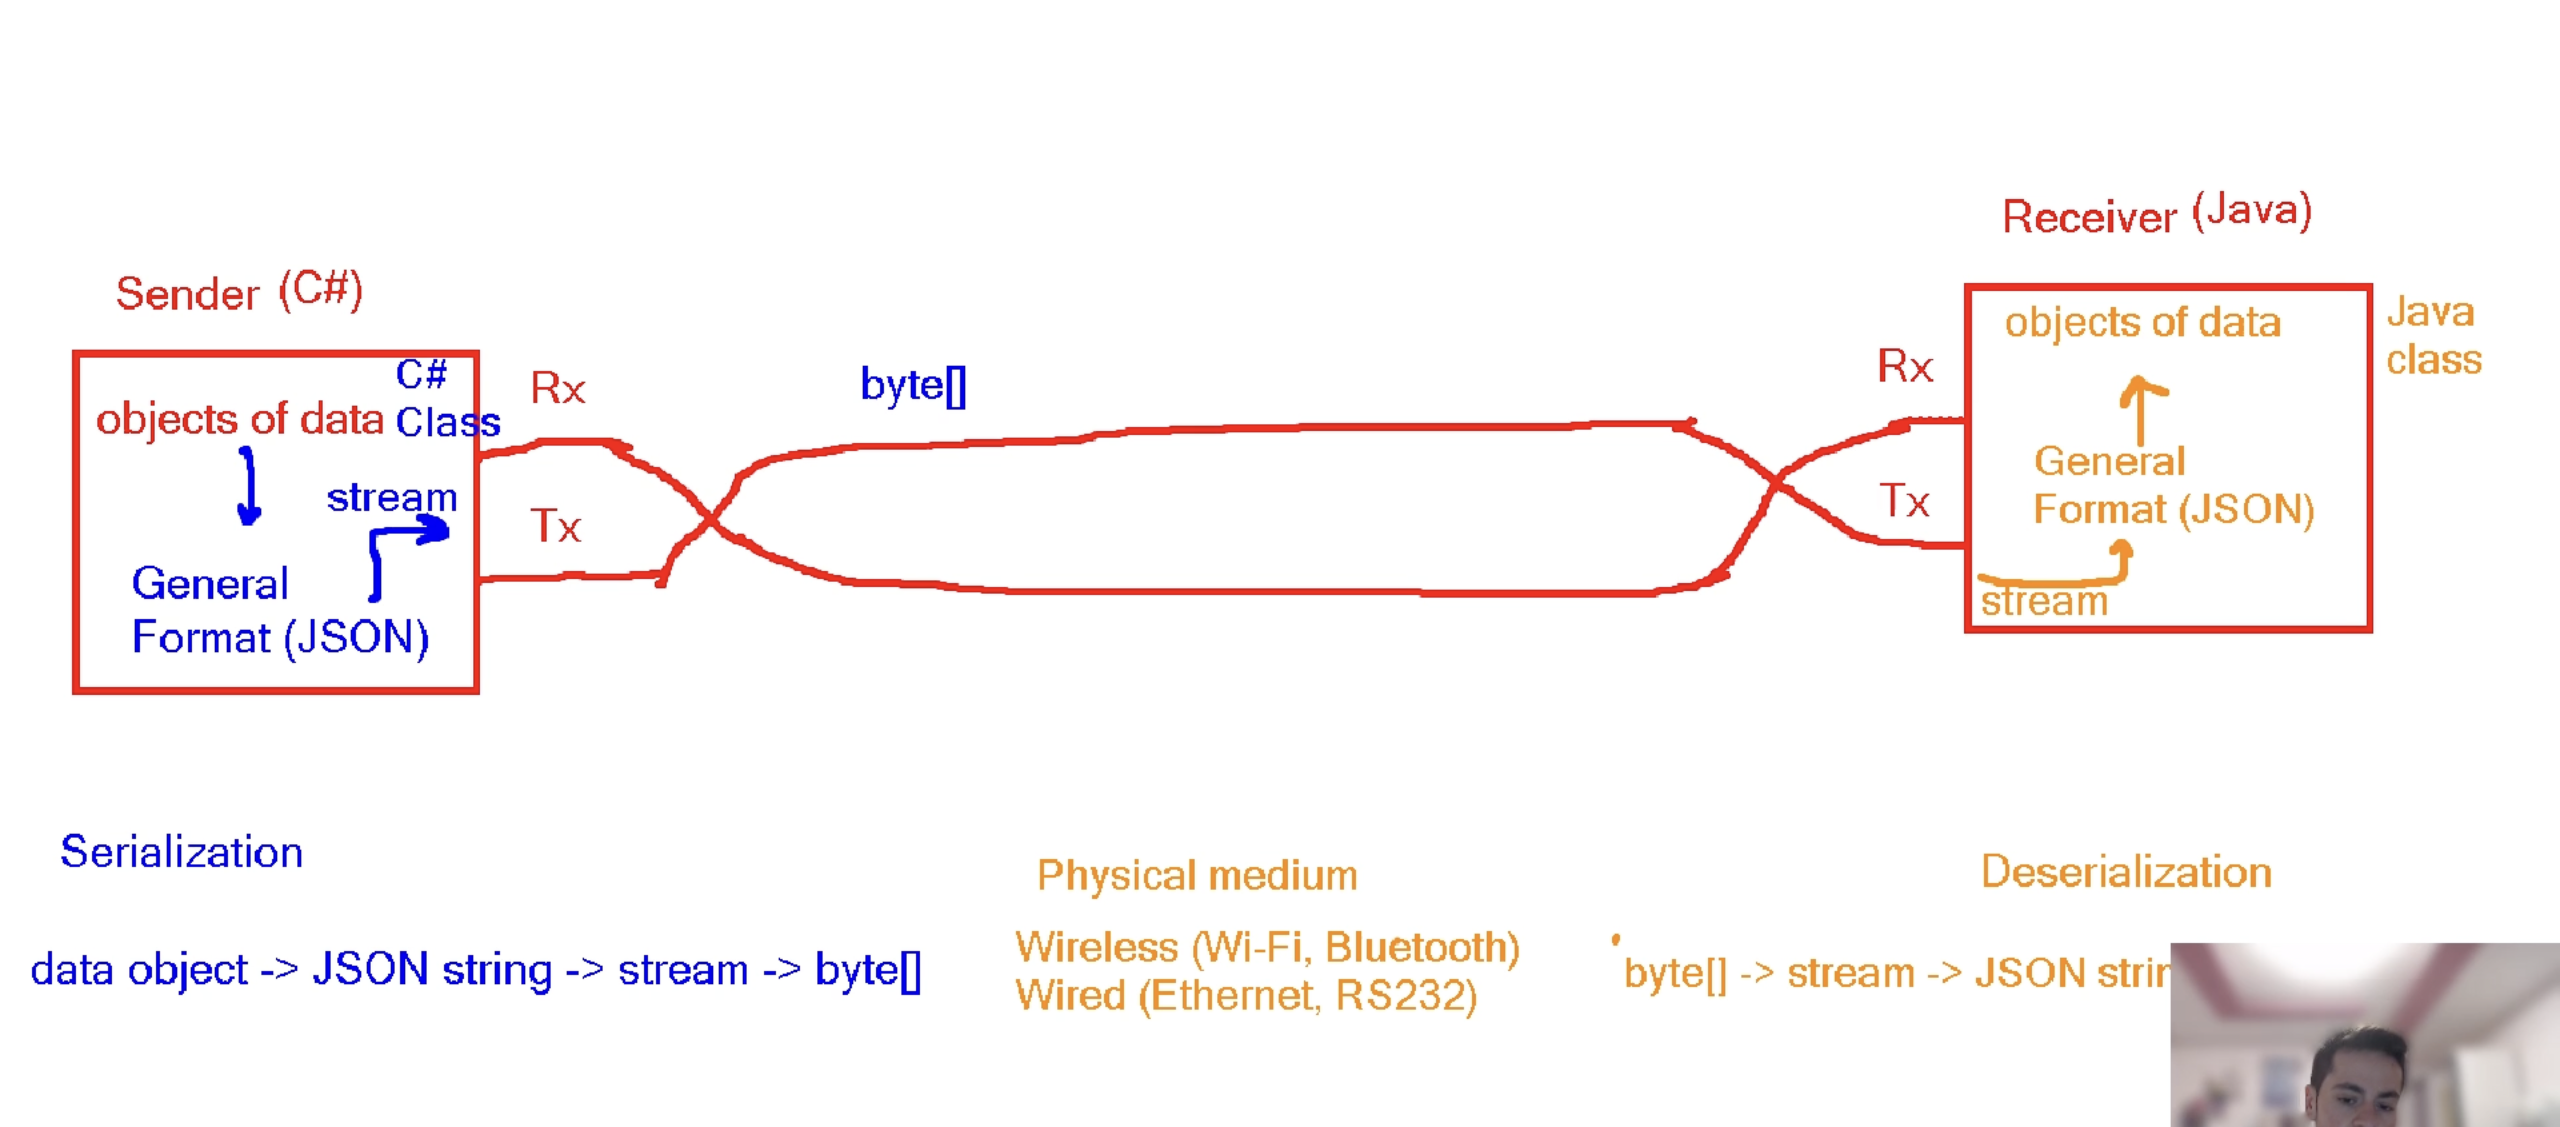 Sender (C#)
C#
objects of data Class
stream
General
Format (JSON)
Rx
Tx
byte[]
Receiver (Java)
Rx
Tx
objects of data
Java
class
General
Format (JSON)
stream
Serialization
data object -> JSON string -> stream -> byte[]
Physical medium
Wireless (Wi-Fi, Bluetooth)
Wired (Ethernet, RS232)
Deserialization
byte[] -> stream -> JSON